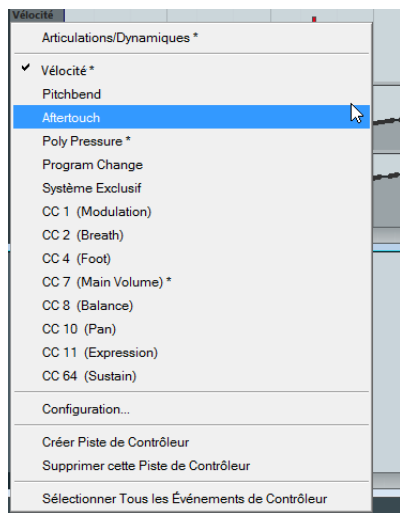 Vélocité
Articulations/Dynamiques *
Vélocité *
Pitchbend
Aftertouch
Poly Pressure *
Program Change
Système Exclusif
CC 1 (Modulation)
CC 2 (Breath)
CC 4 (Foot)
CC 7 (Main Volume) *
CC 8 (Balance)
CC 10 (Pan)
CC 11 (Expression)
CC 64 (Sustain)
Configuration...
Créer Piste de Contrôleur
Supprimer cette Piste de Contrôleur
Sélectionner Tous les Événements de Contrôleur